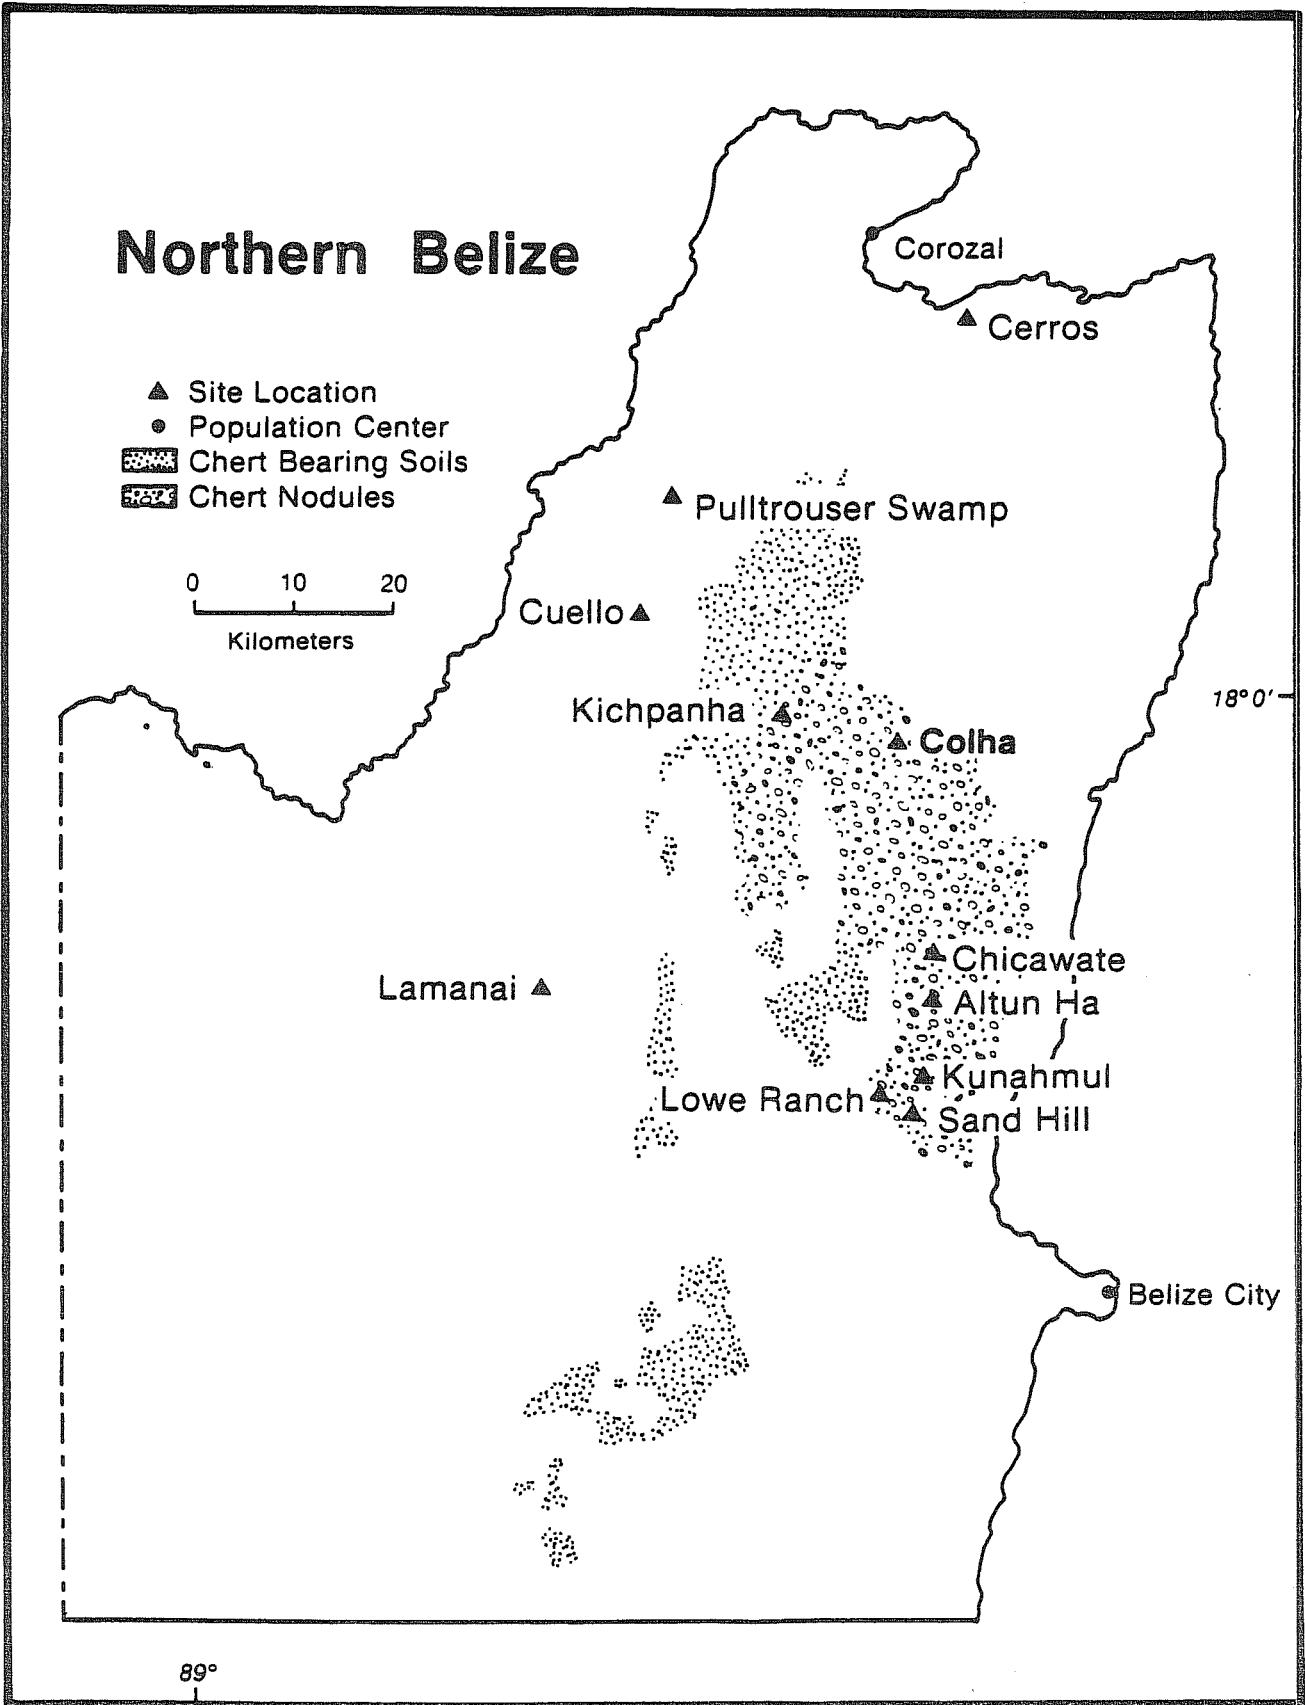 Northern Belize
Corozal
Cerros
Site Location
Population Center
Chert Bearing Soils
Chert Nodules
Pulltrouser Swamp
0 10 20
Kilometers
Cuello
18°0'
Kichpanha
Colha
Chicawate
Lamanai
Altun Ha
Kunahmul
Lowe Ranch
Sand Hill
Belize City
89°